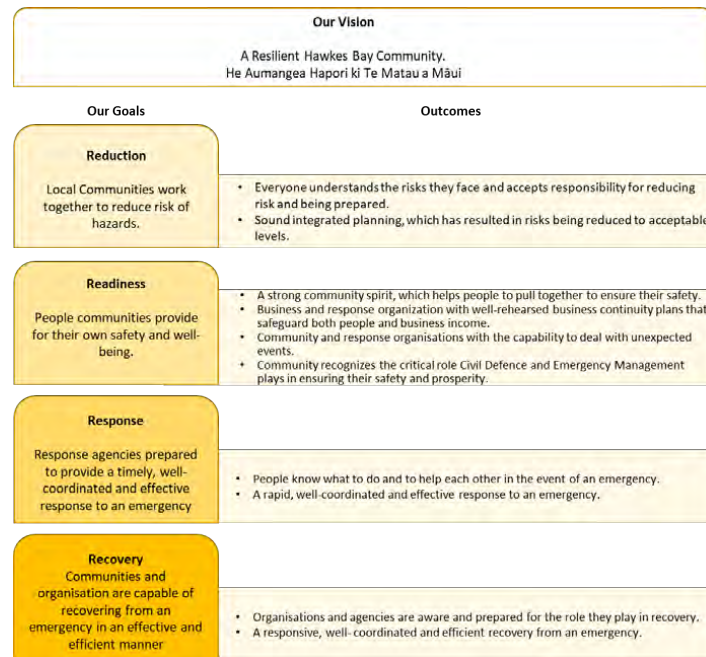 Our Vision
A Resilient Hawkes Bay Community.
He Aumangea Hapori ki Te Matau a Māui
Our Goals
Outcomes
Reduction
Local Communities work
together to reduce risk of
hazards.
• Everyone understands the risks they face and accepts responsibility for reducing
risk and being prepared.
• Sound integrated planning, which has resulted in risks being reduced to acceptable
levels.
Readiness
People communities provide
for their own safety and well-
being.
• A strong community spirit, which helps people to pull together to ensure their safety.
• Business and response organization with well-rehearsed business continuity plans that
safeguard both people and business income.
• Community and response organisations with the capability to deal with unexpected
events.
• Community recognizes the critical role Civil Defence and Emergency Management
plays in ensuring their safety and prosperity.
Response
Response agencies prepared
to provide a timely, well-
coordinated and effective
response to an emergency
• People know what to do and to help each other in the event of an emergency.
• A rapid, well-coordinated and effective response to an emergency.
Recovery
Communities and
organisation are capable of
recovering from an
emergency in an effective and
efficient manner
• Organisations and agencies are aware and prepared for the role they play in recovery.
• A responsive, well- coordinated and efficient recovery from an emergency.